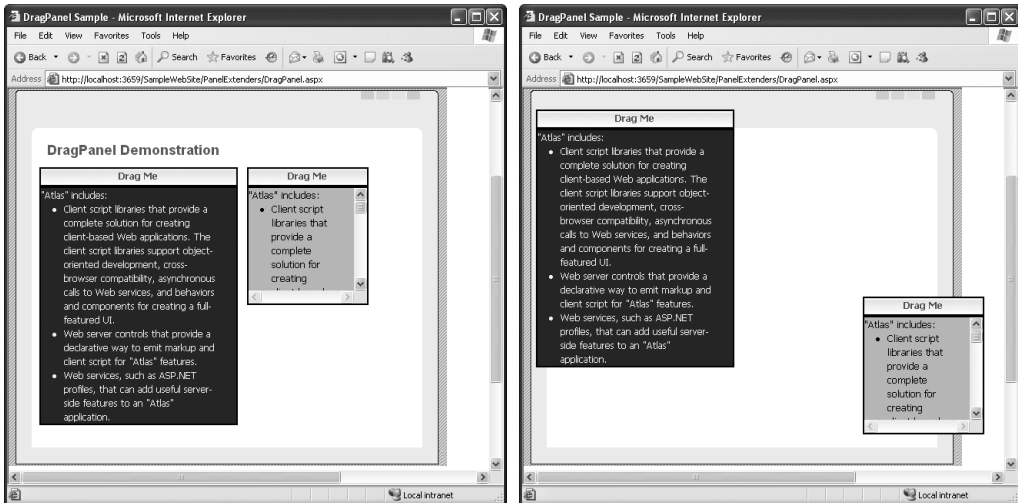 DragPanel Sample - Microsoft Internet Explorer
File Edit View Favorites Tools Help
Back Search Favorites
Address http://localhost:3659/SampleWebSite/PanelExtenders/DragPanel.aspx
DragPanel Demonstration
Drag Me
"Atlas" includes:
• Client script libraries that provide a
complete solution for creating
client-based Web applications. The
client script libraries support object-
oriented development, cross-
browser compatibility, asynchronous
calls to Web services, and behaviors
and components for creating a full-
featured UI.
• Web server controls that provide a
declarative way to emit markup and
client script for "Atlas" features.
• Web services, such as ASP.NET
profiles, that can add useful server-
side features to an "Atlas"
application.
Drag Me
"Atlas" includes:
• Client script
libraries that
provide a
complete
solution for
creating
Local intranet
DragPanel Sample - Microsoft Internet Explorer
File Edit View Favorites Tools Help
Back Search Favorites
Address http://localhost:3659/SampleWebSite/PanelExtenders/DragPanel.aspx
Drag Me
"Atlas" includes:
• Client script libraries that provide a
complete solution for creating
client-based Web applications. The
client script libraries support object-
oriented development, cross-
browser compatibility, asynchronous
calls to Web services, and behaviors
and components for creating a full-
featured UI.
• Web server controls that provide a
declarative way to emit markup and
client script for "Atlas" features.
• Web services, such as ASP.NET
profiles, that can add useful server-
side features to an "Atlas"
application.
Drag Me
"Atlas" includes:
• Client script
libraries that
provide a
complete
solution for
creating
Local intranet